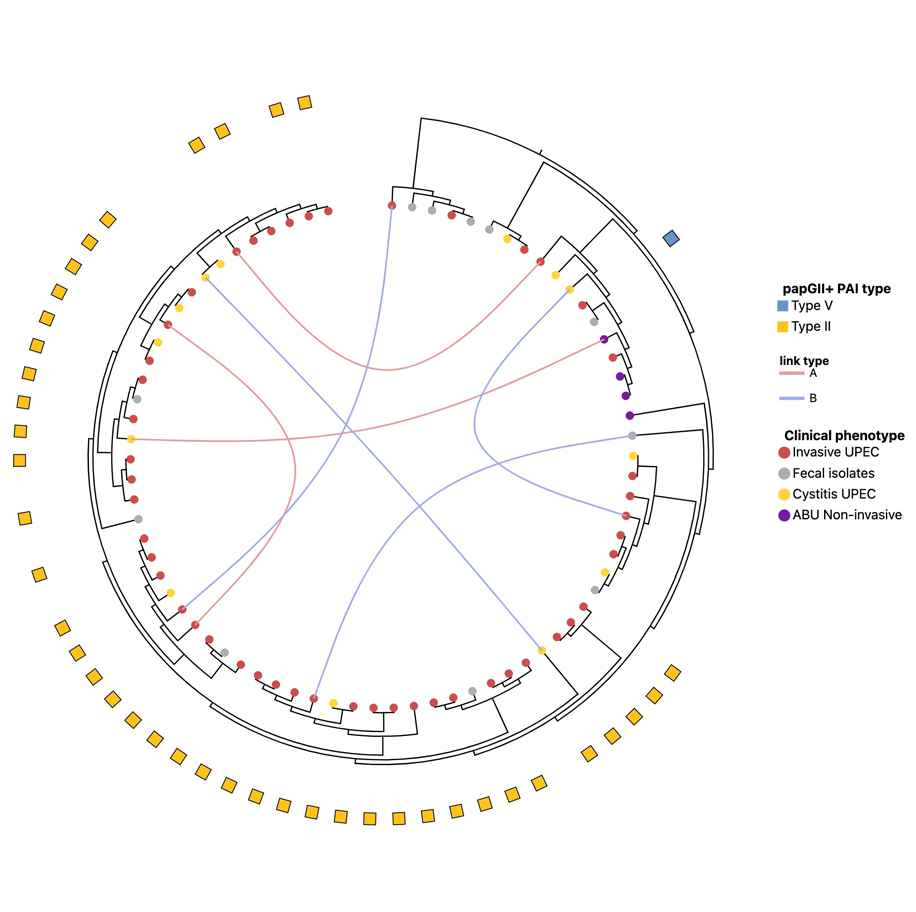 papGII+ PAI type
Type V
Type II
link type
A
B
Clinical phenotype
Invasive UPEC
Fecal isolates
Cystitis UPEC
ABU Non-invasive